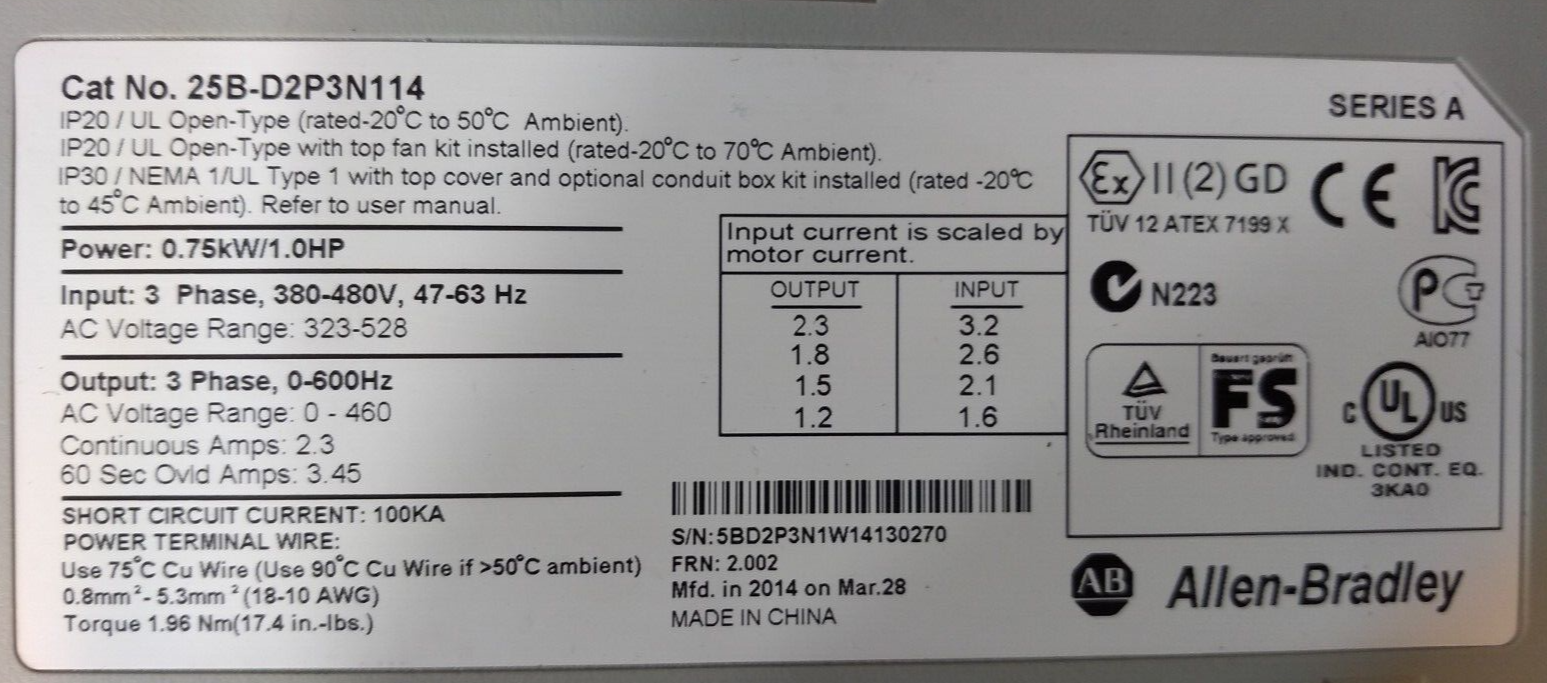 Cat No. 25B-D2P3N114
IP20 / UL Open-Type (rated-20°C to 50°C Ambient).
IP20 / UL Open-Type with top fan kit installed (rated-20°C to 70°C Ambient).
IP30 / NEMA 1/UL Type 1 with top cover and optional conduit box kit installed (rated -20°C
to 45°C Ambient). Refer to user manual.
Power: 0.75kW/1.0HP
Input: 3 Phase, 380-480V, 47-63 Hz
AC Voltage Range: 323-528
Output: 3 Phase, 0-600Hz
AC Voltage Range: 0 - 460
Continuous Amps: 2.3
60 Sec Ovld Amps: 3.45
SHORT CIRCUIT CURRENT: 100KA
POWER TERMINAL WIRE:
Use 75°C Cu Wire (Use 90°C Cu Wire if >50°C ambient)
0.8mm² - 5.3mm² (18-10 AWG)
Torque 1.96 Nm(17.4 in.-lbs.)
Input current is scaled by
motor current.
OUTPUT INPUT
2.3 3.2
1.8 2.6
1.5 2.1
1.2 1.6
S/N:5BD2P3N1W14130270
FRN: 2.002
Mfd. in 2014 on Mar.28
MADE IN CHINA
SERIES A
Ex II (2) GD CE KC
TÜV 12 ATEX 7199 X
N223
PCT
AIO77
TÜV
Rheinland
Bauart geprüft
FS
Type approved
C UL US
LISTED
IND. CONT. EQ.
3KA0
AB Allen-Bradley